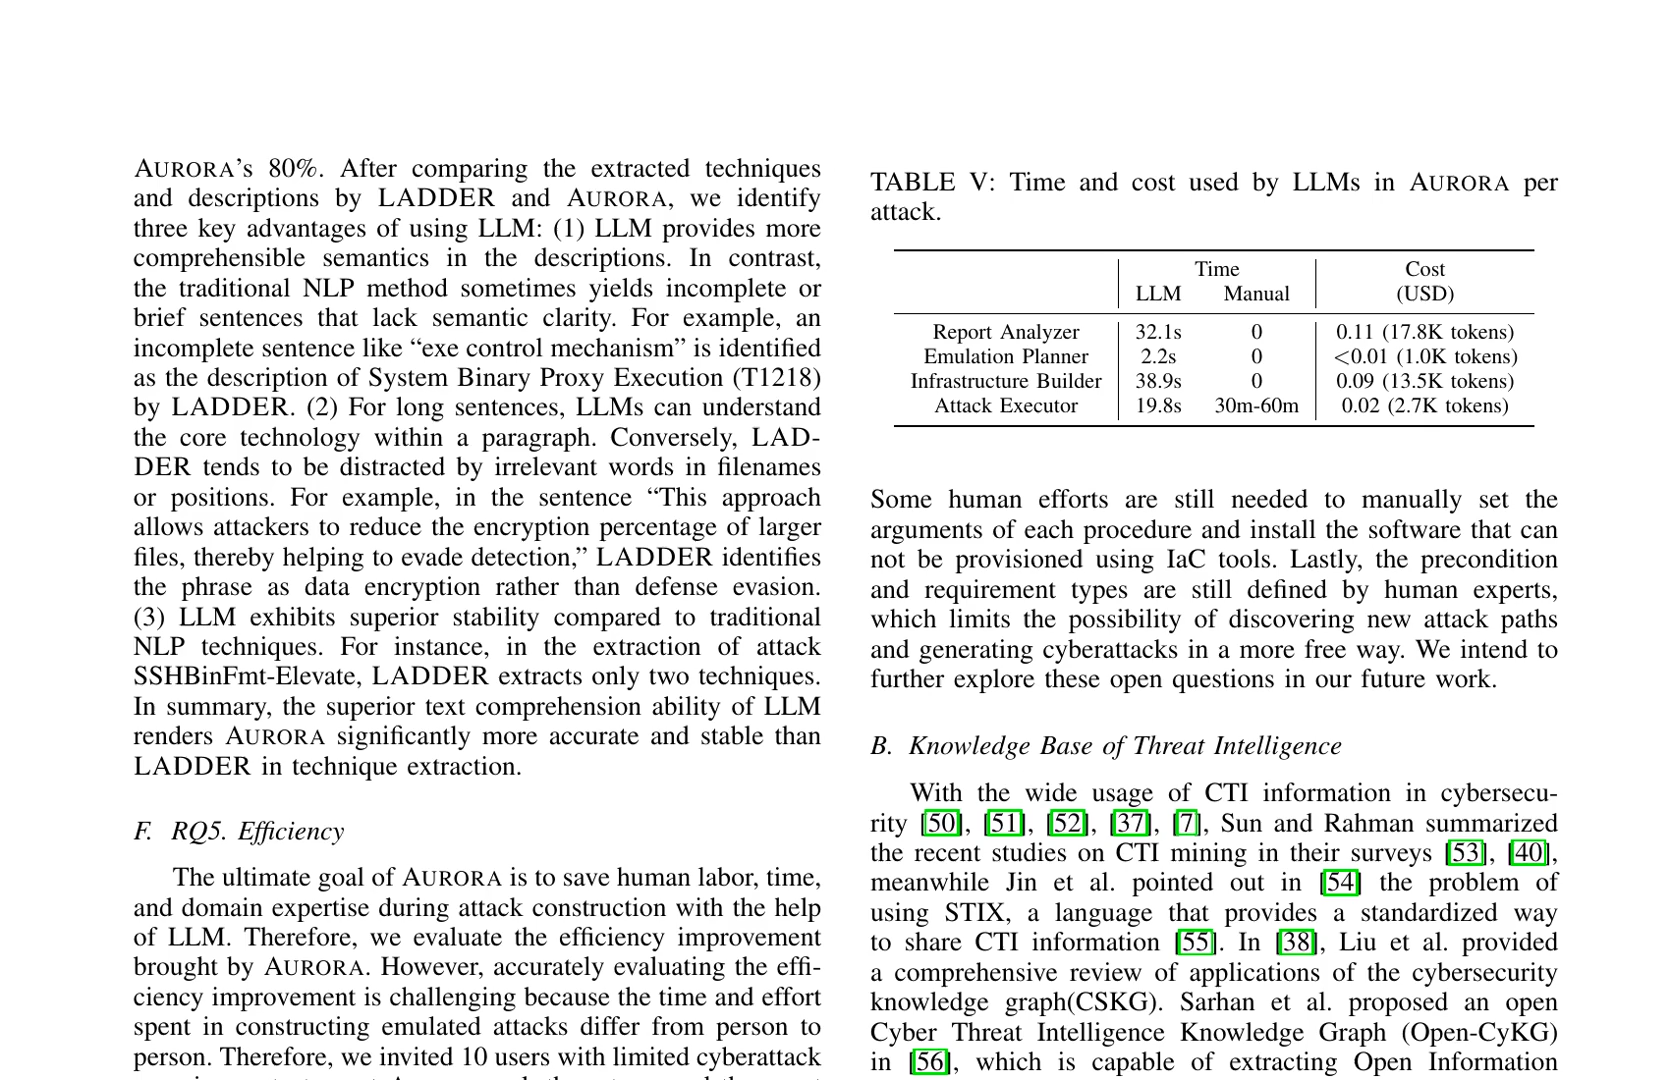 AURORA's 80%. After comparing the extracted techniques
and descriptions by LADDER and AURORA, we identify
three key advantages of using LLM: (1) LLM provides more
comprehensible semantics in the descriptions. In contrast,
the traditional NLP method sometimes yields incomplete or
brief sentences that lack semantic clarity. For example, an
incomplete sentence like “exe control mechanism” is identified
as the description of System Binary Proxy Execution (T1218)
by LADDER. (2) For long sentences, LLMs can understand
the core technology within a paragraph. Conversely, LAD-
DER tends to be distracted by irrelevant words in filenames
or positions. For example, in the sentence “This approach
allows attackers to reduce the encryption percentage of larger
files, thereby helping to evade detection,” LADDER identifies
the phrase as data encryption rather than defense evasion.
(3) LLM exhibits superior stability compared to traditional
NLP techniques. For instance, in the extraction of attack
SSHBinFmt-Elevate, LADDER extracts only two techniques.
In summary, the superior text comprehension ability of LLM
renders AURORA significantly more accurate and stable than
LADDER in technique extraction.
F. RQ5. Efficiency
The ultimate goal of AURORA is to save human labor, time,
and domain expertise during attack construction with the help
of LLM. Therefore, we evaluate the efficiency improvement
brought by AURORA. However, accurately evaluating the effi-
ciency improvement is challenging because the time and effort
spent in constructing emulated attacks differ from person to
person. Therefore, we invited 10 users with limited cyberattack
TABLE V: Time and cost used by LLMs in AURORA per
attack.
Time Cost
LLM Manual (USD)
Report Analyzer 32.1s 0 0.11 (17.8K tokens)
Emulation Planner 2.2s 0 <0.01 (1.0K tokens)
Infrastructure Builder 38.9s 0 0.09 (13.5K tokens)
Attack Executor 19.8s 30m-60m 0.02 (2.7K tokens)
Some human efforts are still needed to manually set the
arguments of each procedure and install the software that can
not be provisioned using IaC tools. Lastly, the precondition
and requirement types are still defined by human experts,
which limits the possibility of discovering new attack paths
and generating cyberattacks in a more free way. We intend to
further explore these open questions in our future work.
B. Knowledge Base of Threat Intelligence
With the wide usage of CTI information in cybersecu-
rity [50], [51], [52], [37], [7], Sun and Rahman summarized
the recent studies on CTI mining in their surveys [53], [40],
meanwhile Jin et al. pointed out in [54] the problem of
using STIX, a language that provides a standardized way
to share CTI information [55]. In [38], Liu et al. provided
a comprehensive review of applications of the cybersecurity
knowledge graph(CSKG). Sarhan et al. proposed an open
Cyber Threat Intelligence Knowledge Graph (Open-CyKG)
in [56], which is capable of extracting Open Information